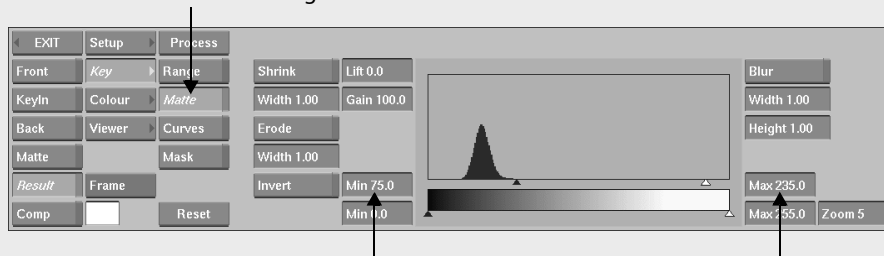 EXIT Setup Process
Front Key Range Shrink Lift 0.0 Blur
KeyIn Colour Matte Width 1.00 Gain 100.0 Width 1.00
Back Viewer Curves Erode Height 1.00
Matte Mask Width 1.00
Result Frame Invert Min 75.0 Max 235.0
Comp Reset Min 0.0 Max 255.0 Zoom 5